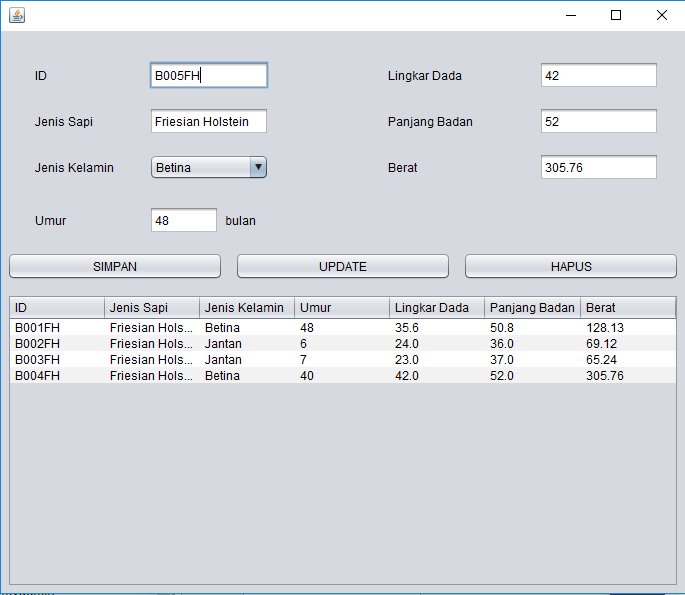 ID B005FH Lingkar Dada 42
Jenis Sapi Friesian Holstein Panjang Badan 52
Jenis Kelamin Betina Berat 305.76
Umur 48 bulan
SIMPAN UPDATE HAPUS
ID Jenis Sapi Jenis Kelamin Umur Lingkar Dada Panjang Badan Berat
B001FH Friesian Hols... Betina 48 35.6 50.8 128.13
B002FH Friesian Hols... Jantan 6 24.0 36.0 69.12
B003FH Friesian Hols... Jantan 7 23.0 37.0 65.24
B004FH Friesian Hols... Betina 40 42.0 52.0 305.76